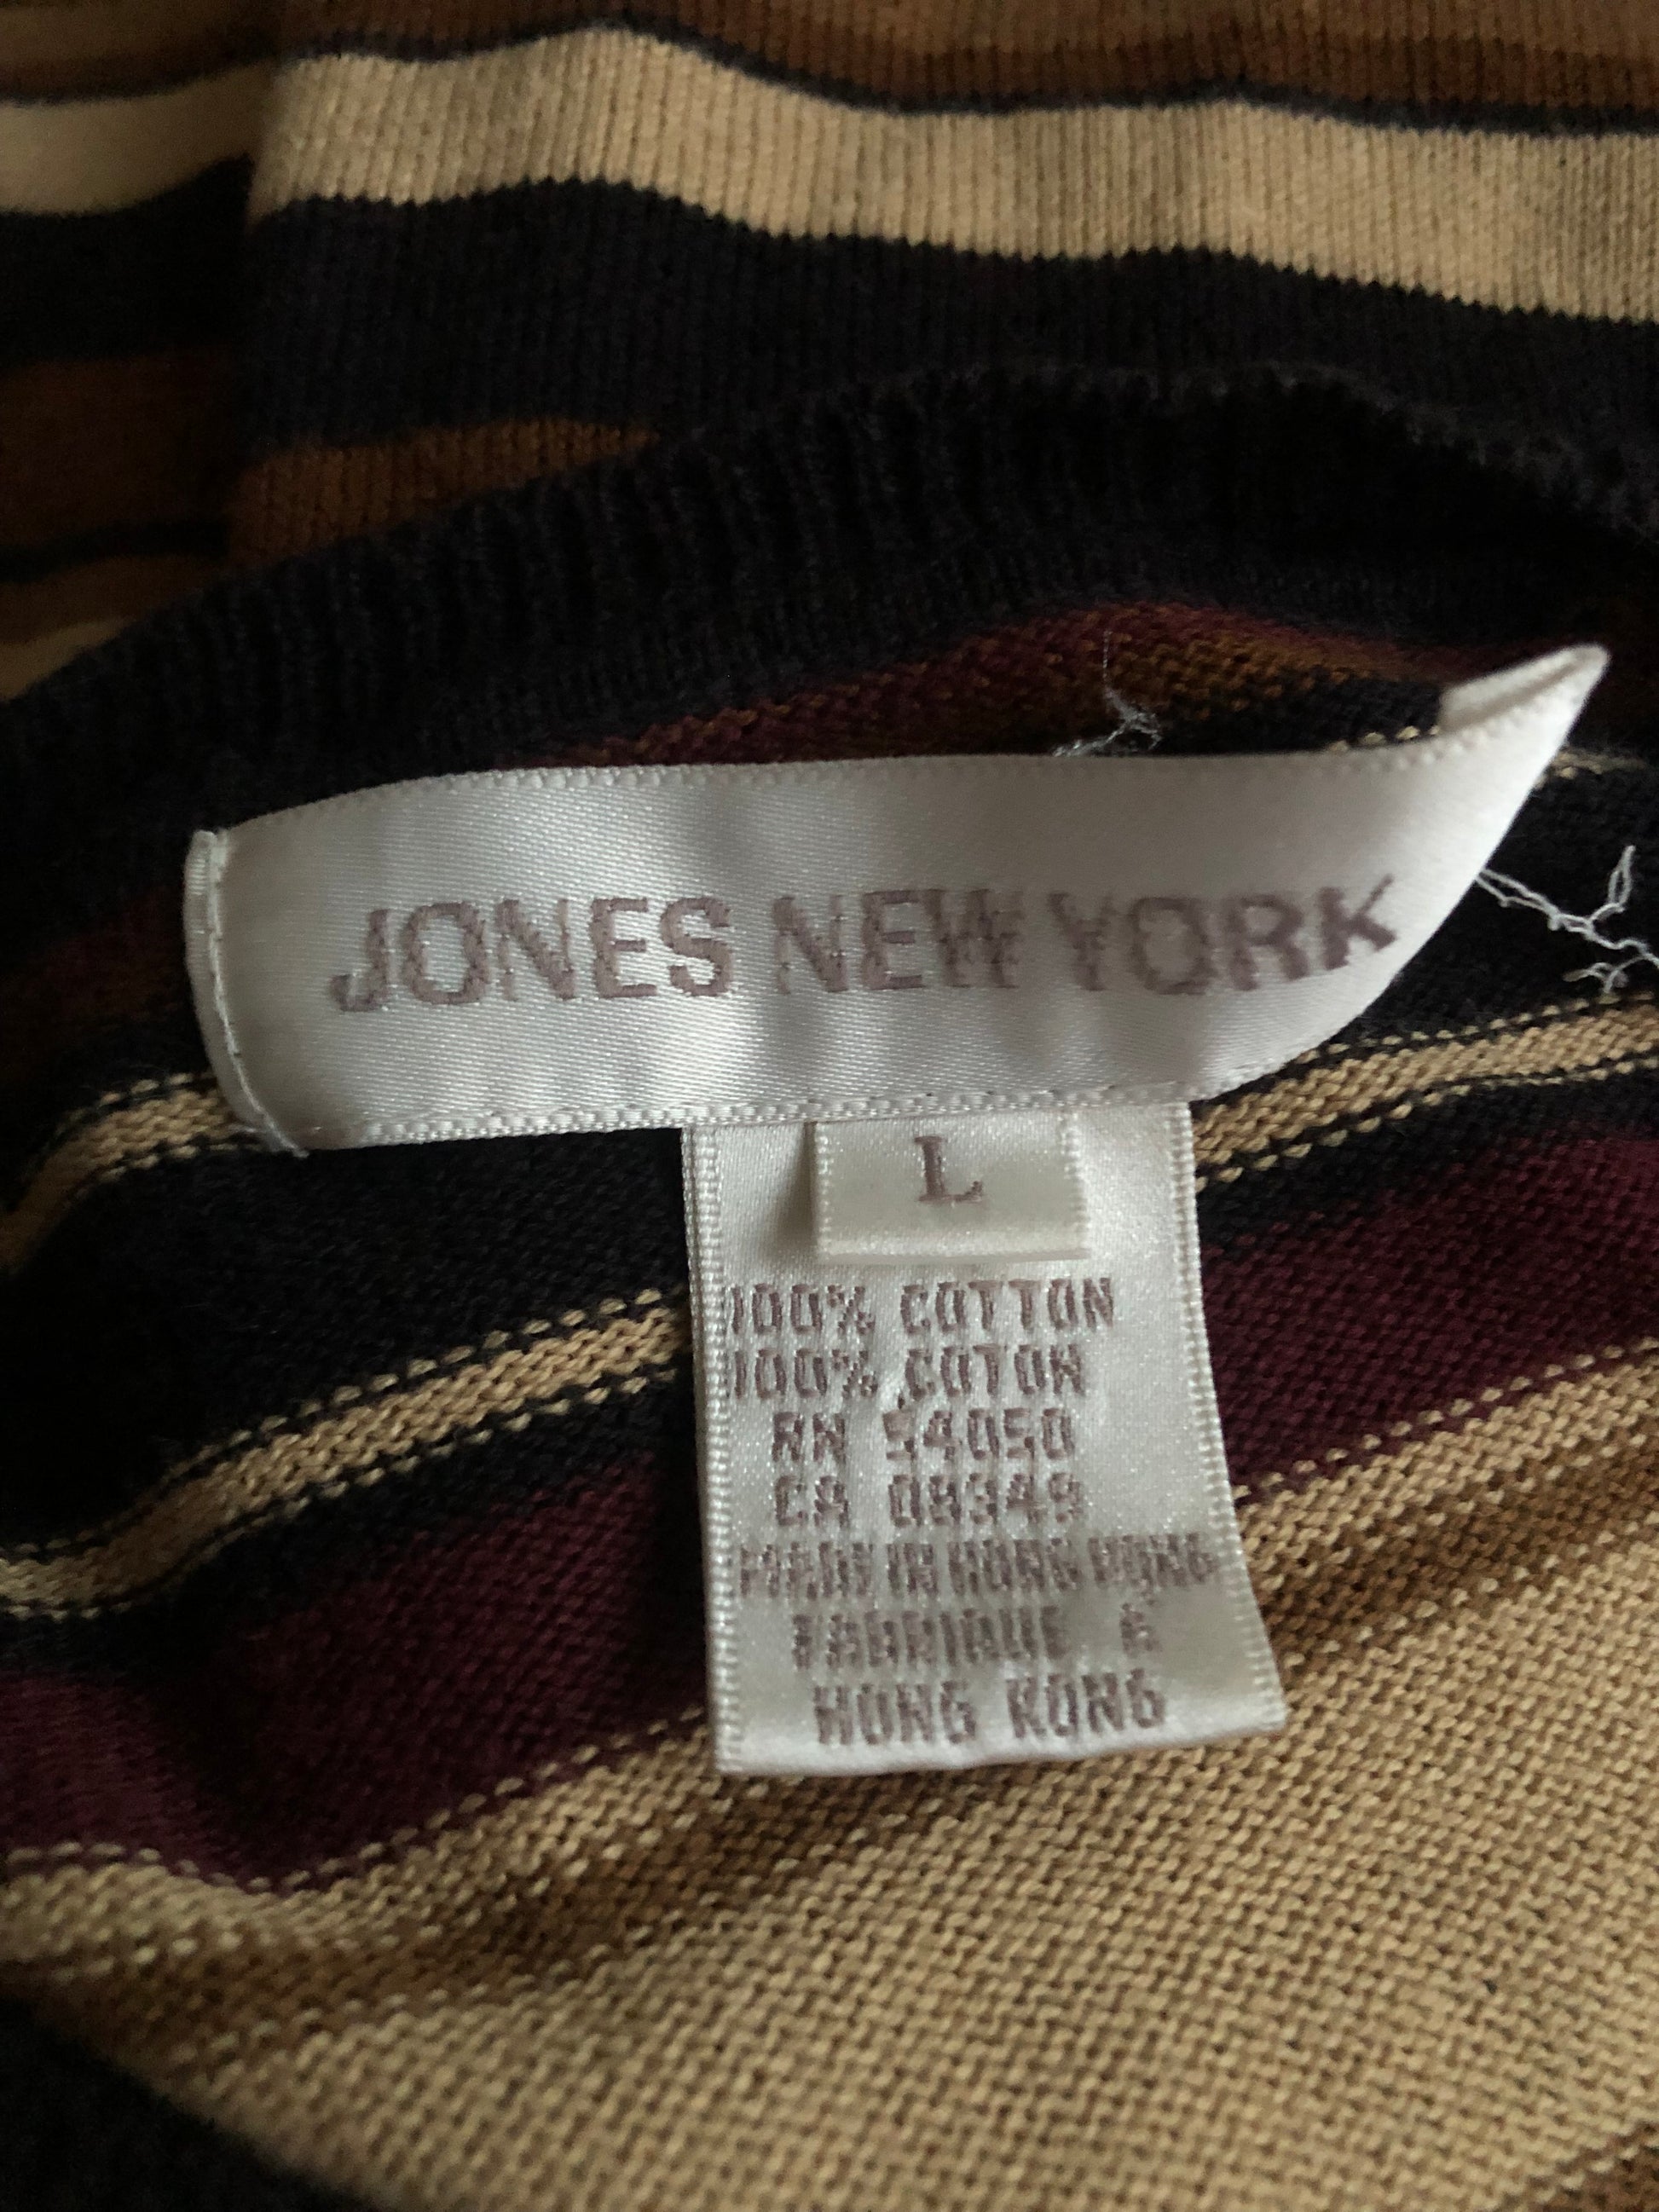 JONES NEW YORK
L
100% COTTON
100% COTON
RN 54050
CA 08349
MADE IN HONG KONG
FABRIQUE A
HONG KONG